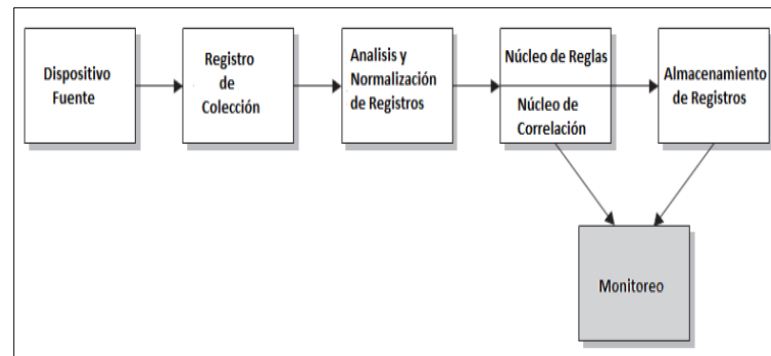 Dispositivo
Fuente
Registro
de
Colección
Analisis y
Normalización
de Registros
Núcleo de Reglas
Núcleo de
Correlación
Almacenamiento
de Registros
Monitoreo